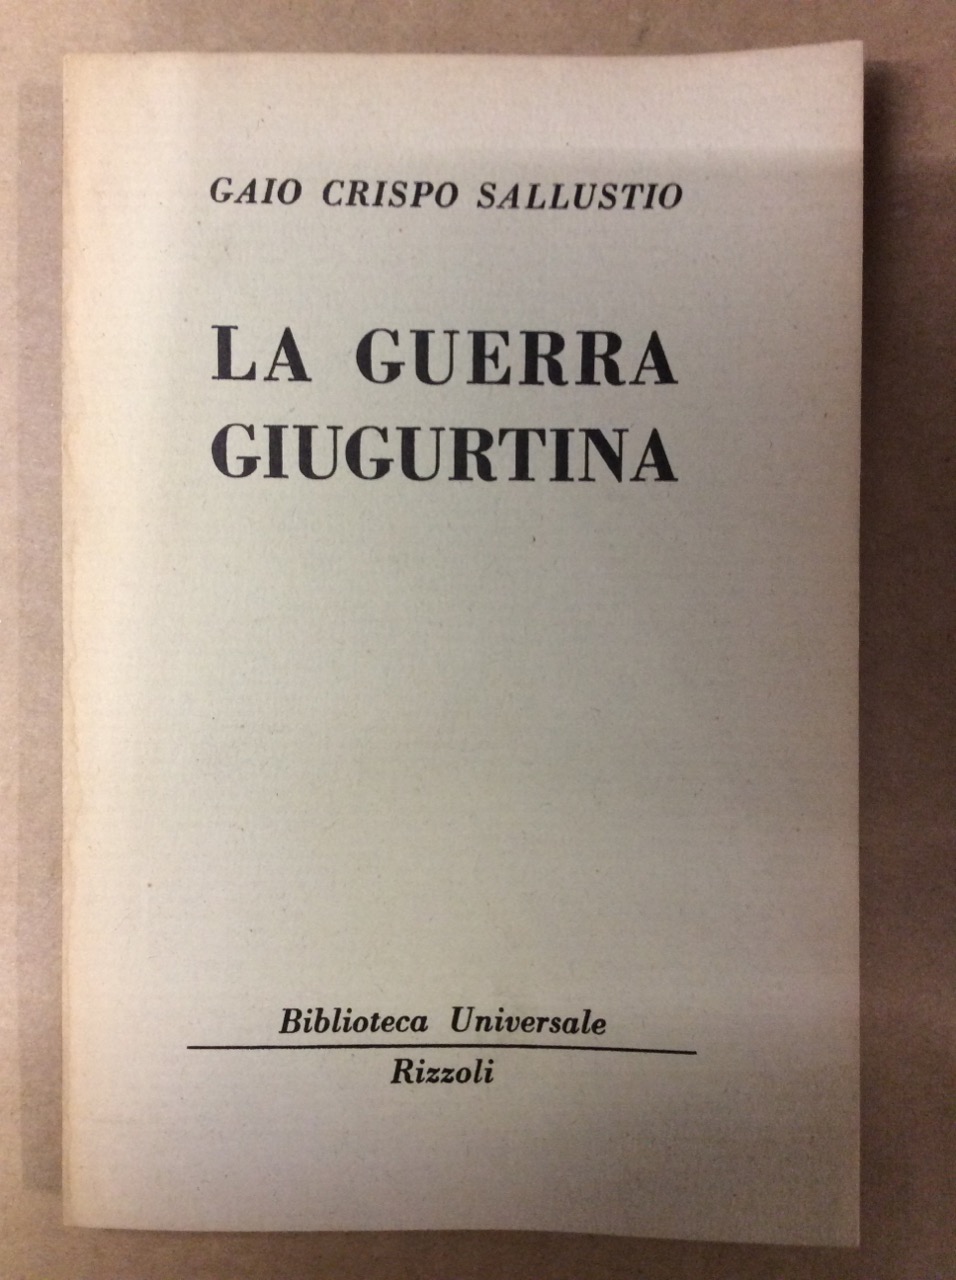 GAIO CRISPO SALLUSTIO
LA GUERRA
GIUGURTINA
Biblioteca Universale
Rizzoli